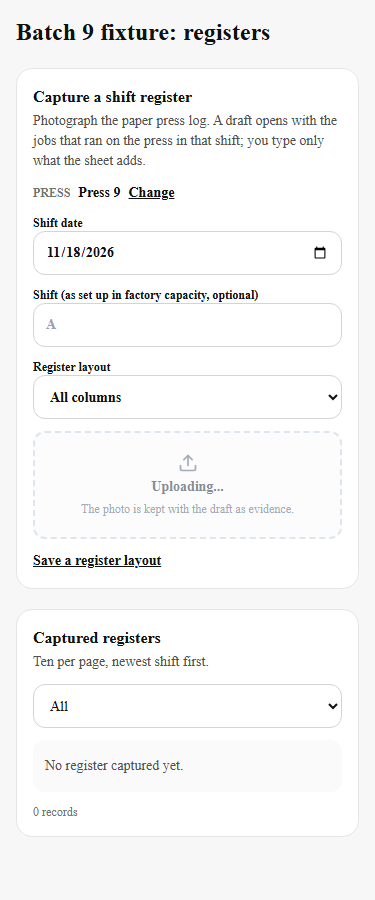 Batch 9 fixture: registers
Capture a shift register
Photograph the paper press log. A draft opens with the
jobs that ran on the press in that shift; you type only
what the sheet adds.
PRESS Press 9 Change
Shift date
11/18/2026
Shift (as set up in factory capacity, optional)
A
Register layout
All columns
Uploading...
The photo is kept with the draft as evidence.
Save a register layout
Captured registers
Ten per page, newest shift first.
All
No register captured yet.
0 records